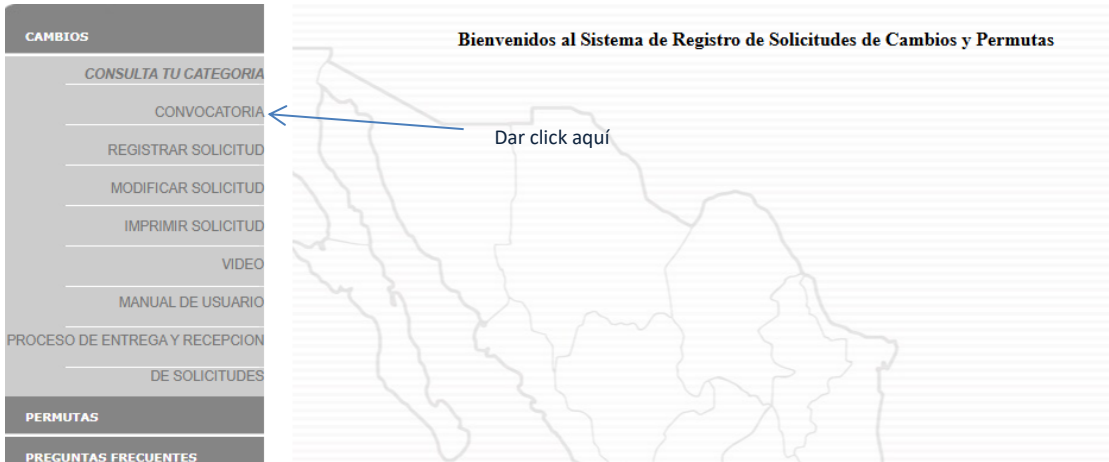 CAMBIOS
Bienvenidos al Sistema de Registro de Solicitudes de Cambios y Permutas
CONSULTA TU CATEGORIA
CONVOCATORIA
Dar click aquí
REGISTRAR SOLICITUD
MODIFICAR SOLICITUD
IMPRIMIR SOLICITUD
VIDEO
MANUAL DE USUARIO
PROCESO DE ENTREGA Y RECEPCION
DE SOLICITUDES
PERMUTAS
PREGUNTAS FRECUENTES